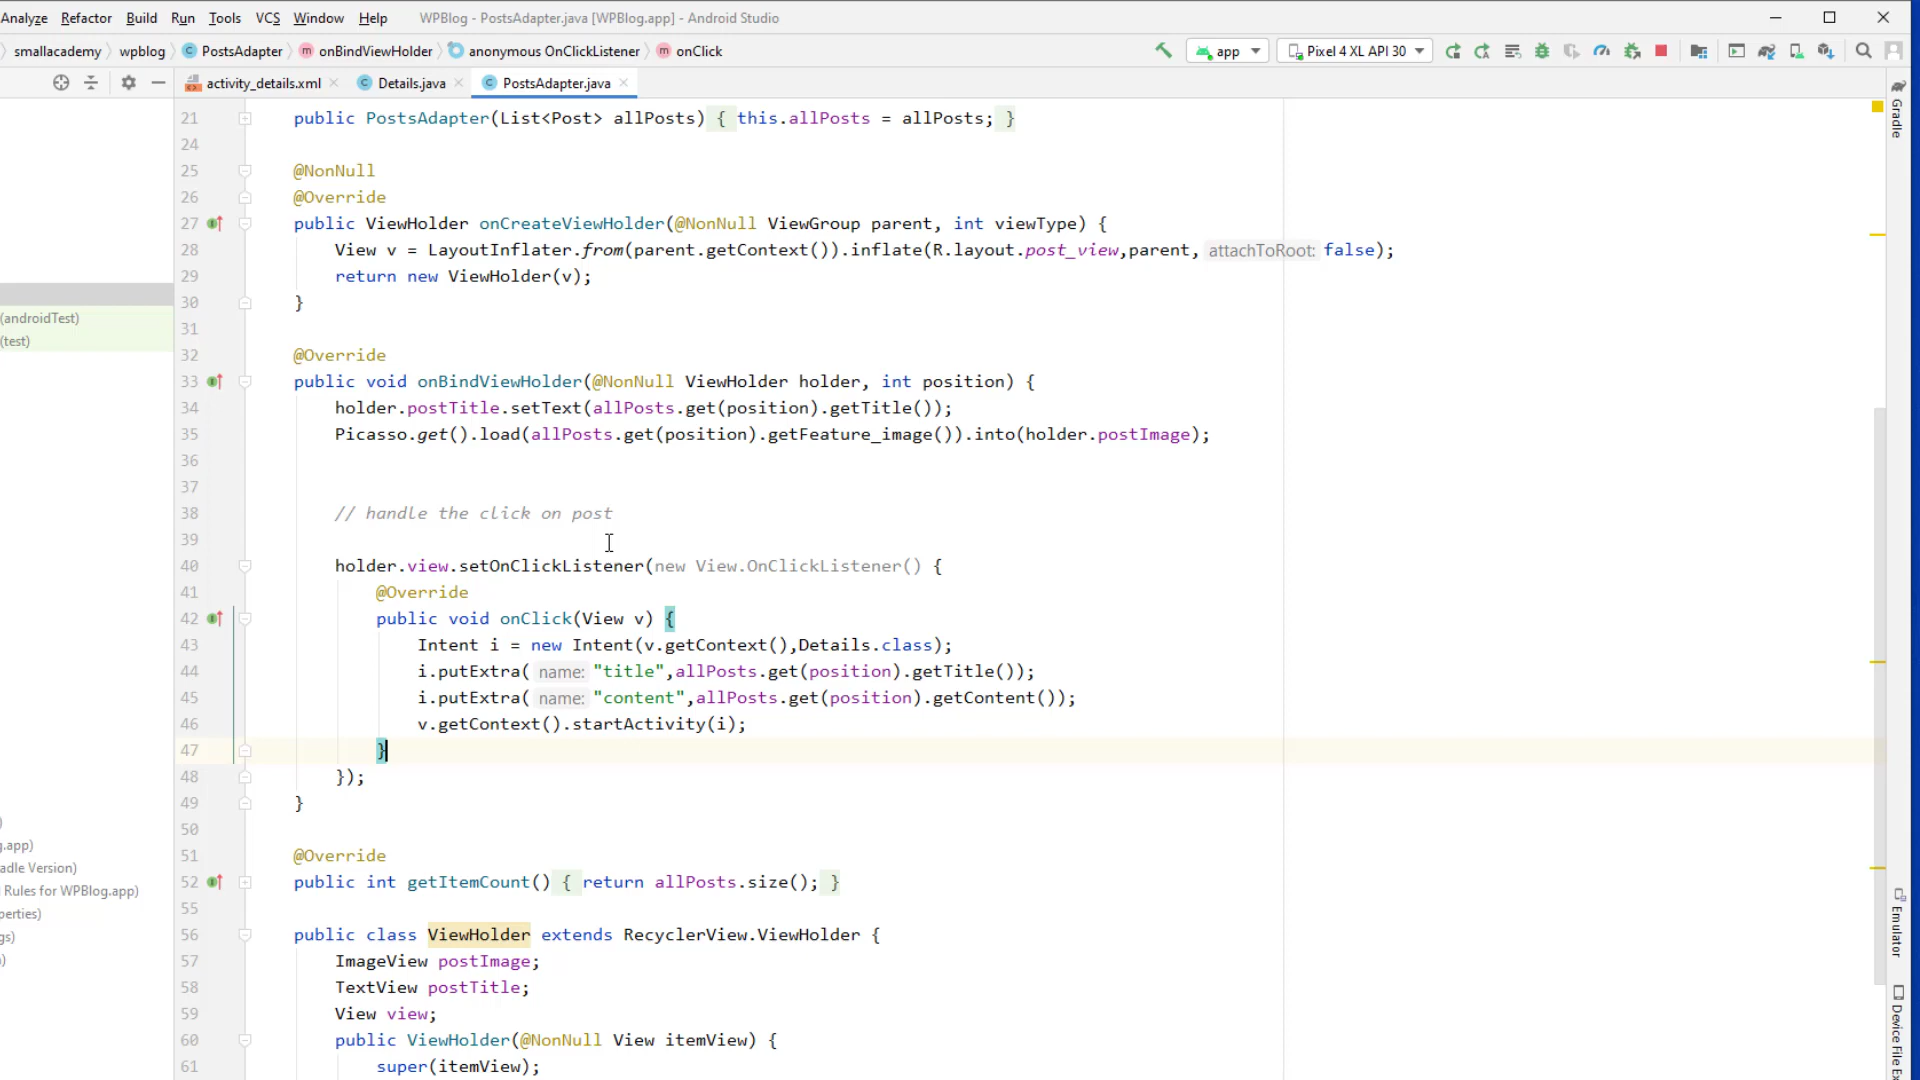 Analyze Refactor Build Run Tools VCS Window Help WPBlog - PostsAdapter.java [WPBlog.app] - Android Studio
smallacademy wpblog PostsAdapter onBindViewHolder anonymous OnClickListener onClick app Pixel 4 XL API 30
activity_details.xml Details.java PostsAdapter.java
21 public PostsAdapter(List<Post> allPosts) { this.allPosts = allPosts; }
24
25 @NonNull
26 @Override
27 public ViewHolder onCreateViewHolder(@NonNull ViewGroup parent, int viewType) {
28 View v = LayoutInflater.from(parent.getContext()).inflate(R.layout.post_view,parent, attachToRoot: false);
29 return new ViewHolder(v);
30 }
31
32 @Override
33 public void onBindViewHolder(@NonNull ViewHolder holder, int position) {
34 holder.postTitle.setText(allPosts.get(position).getTitle());
35 Picasso.get().load(allPosts.get(position).getFeature_image()).into(holder.postImage);
36
37
38 // handle the click on post
39
40 holder.view.setOnClickListener(new View.OnClickListener() {
41 @Override
42 public void onClick(View v) {
43 Intent i = new Intent(v.getContext(),Details.class);
44 i.putExtra( name: "title",allPosts.get(position).getTitle());
45 i.putExtra( name: "content",allPosts.get(position).getContent());
46 v.getContext().startActivity(i);
47 }
48 });
49 }
50
51 @Override
52 public int getItemCount() { return allPosts.size(); }
55
56 public class ViewHolder extends RecyclerView.ViewHolder {
57 ImageView postImage;
58 TextView postTitle;
59 View view;
60 public ViewHolder(@NonNull View itemView) {
61 super(itemView);
(androidTest)
(test)
)
g.app)
adle Version)
Rules for WPBlog.app)
perties)
gs)
)
Gradle
Emulator
Device File Ex